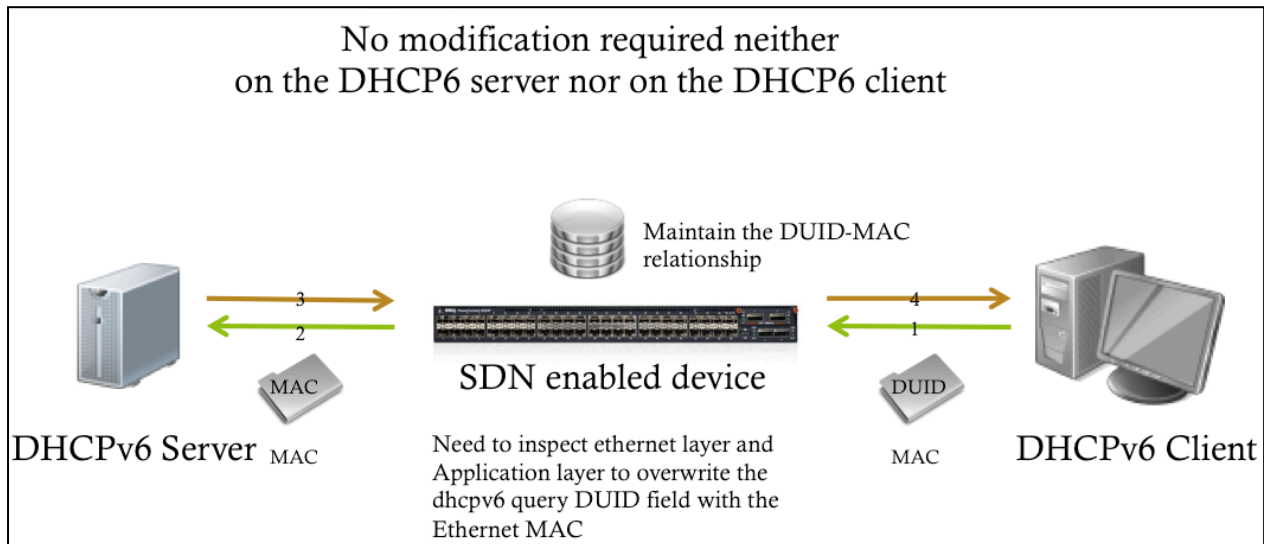 No modification required neither
on the DHCP6 server nor on the DHCP6 client
Maintain the DUID-MAC
relationship
3
4
2
1
MAC
SDN enabled device
DUID
DHCPv6 Server
MAC
Need to inspect ethernet layer and
Application layer to overwrite the
dhcpv6 query DUID field with the
Ethernet MAC
MAC
DHCPv6 Client